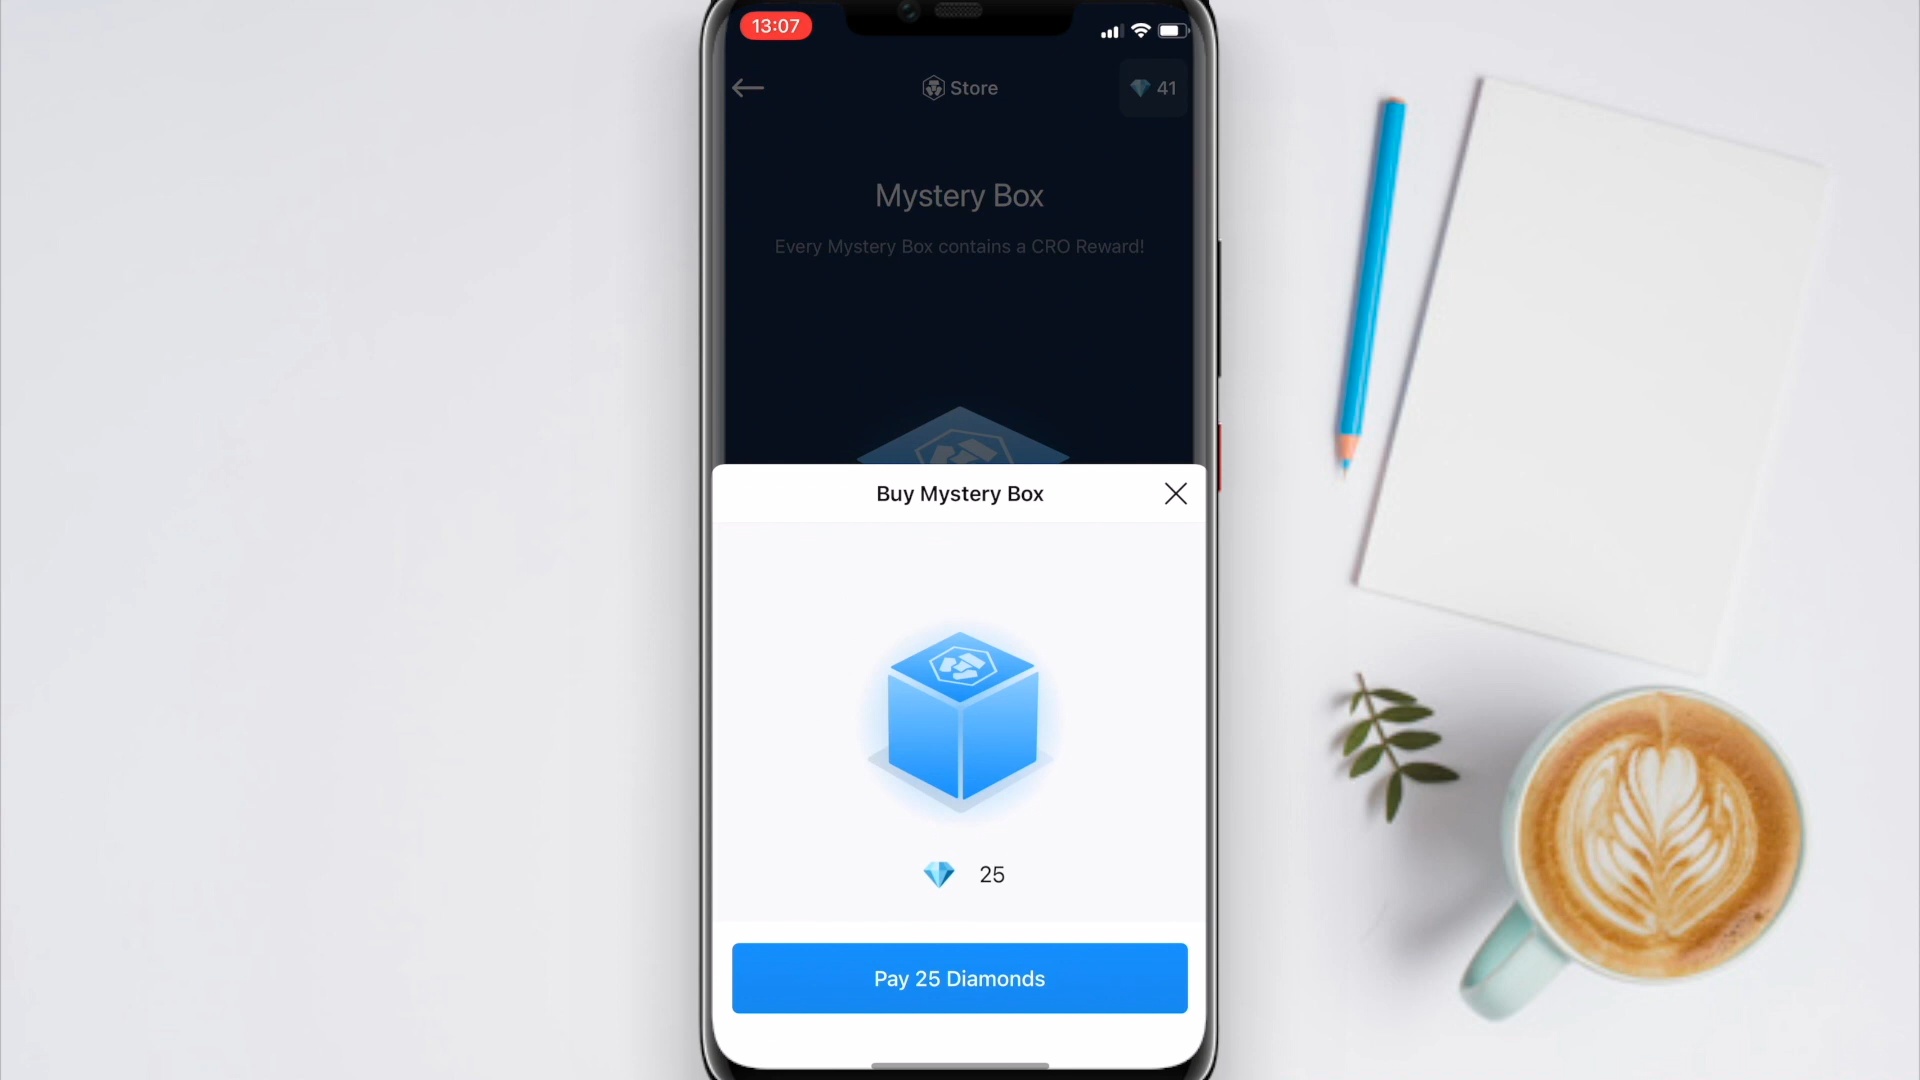 13:07
Store
41
Mystery Box
Every Mystery Box contains a CRO Reward!
Buy Mystery Box
25
Pay 25 Diamonds